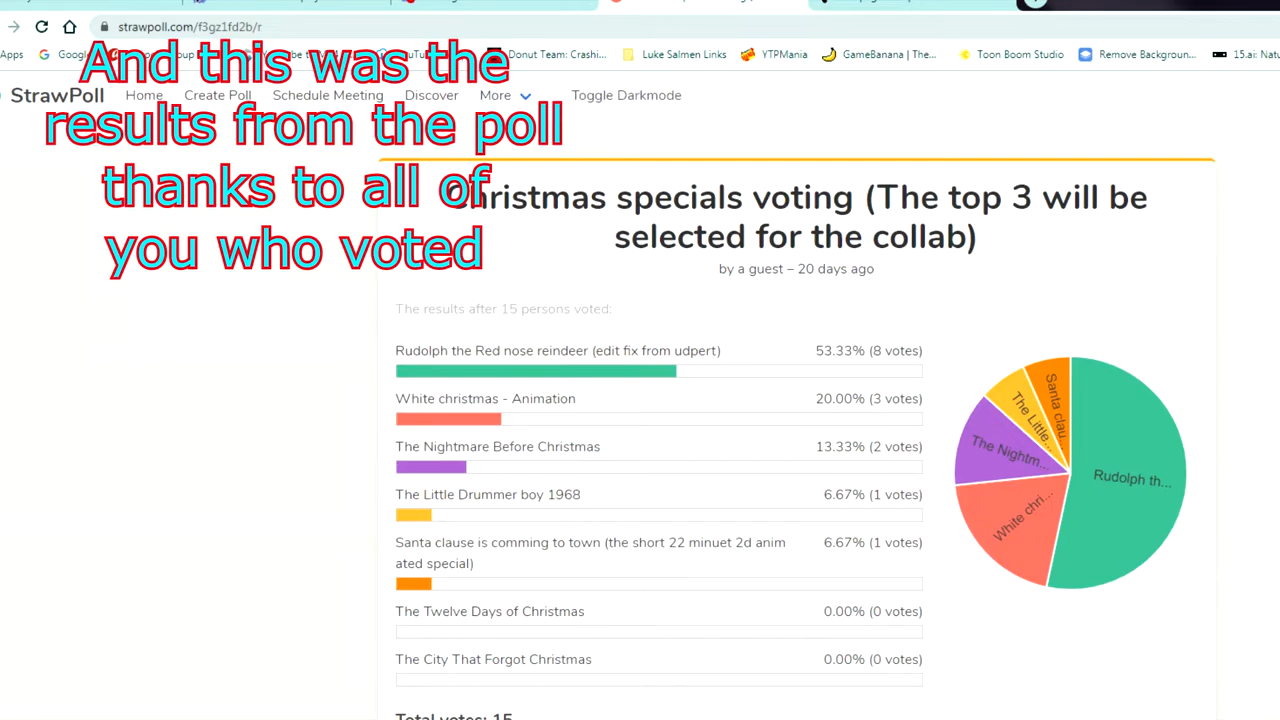 strawpoll.com/f3gz1fd2b/r
Apps
Donut Team: Crashi...
Luke Salmen Links
YTPMania
GameBanana | The...
Toon Boom Studio
Remove Backgroun...
And this was the
results from the poll
thanks to all of
you who voted
StrawPoll
Home
Create Poll
Schedule Meeting
Discover
More
Toggle Darkmode
Christmas specials voting (The top 3 will be
selected for the collab)
by a guest – 20 days ago
The results after 15 persons voted:
Rudolph the Red nose reindeer (edit fix from udpert) 53.33% (8 votes)
White christmas - Animation 20.00% (3 votes)
The Nightmare Before Christmas 13.33% (2 votes)
The Little Drummer boy 1968 6.67% (1 votes)
Santa clause is comming to town (the short 22 minuet 2d anim 6.67% (1 votes)
ated special)
The Twelve Days of Christmas 0.00% (0 votes)
The City That Forgot Christmas 0.00% (0 votes)
Total votes: 15
Santa clau...
The Little...
The Nightm...
White chri...
Rudolph th...